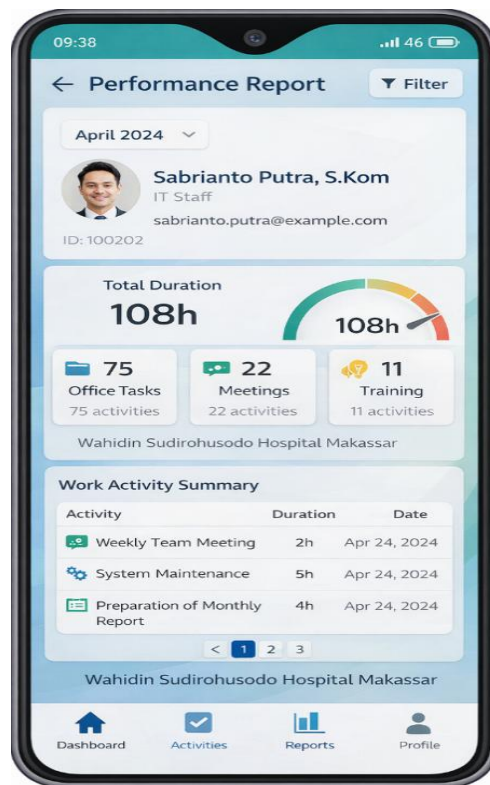 09:38
46
← Performance Report
Filter
April 2024
Sabrianto Putra, S.Kom
IT Staff
sabrianto.putra@example.com
ID: 100202
Total Duration
108h
108h
75
Office Tasks
75 activities
22
Meetings
22 activities
11
Training
11 activities
Wahidin Sudirohusodo Hospital Makassar
Work Activity Summary
Activity Duration Date
Weekly Team Meeting 2h Apr 24, 2024
System Maintenance 5h Apr 24, 2024
Preparation of Monthly 4h Apr 24, 2024
Report
< 1 2 3
Wahidin Sudirohusodo Hospital Makassar
Dashboard Activities Reports Profile